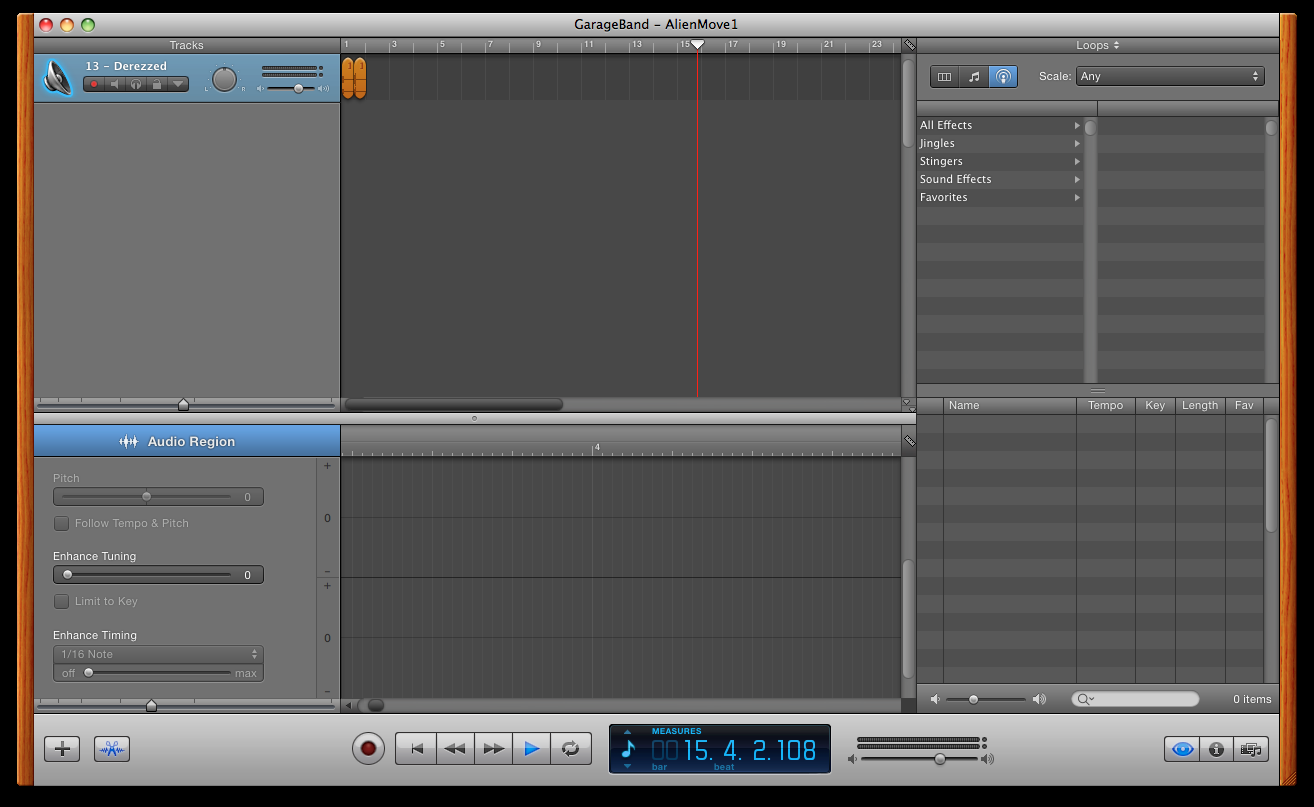 GarageBand – AlienMove1
Tracks
1 3 5 7 9 11 13 15 17 19 21 23
Loops
13 – Derezzed
L R
1 1
Scale: Any
All Effects
Jingles
Stingers
Sound Effects
Favorites
Name Tempo Key Length Fav
Audio Region
4
Pitch
0
Follow Tempo & Pitch
Enhance Tuning
0
Limit to Key
Enhance Timing
1/16 Note
off max
+
0
–
+
0
–
0 items
MEASURES
0015. 4. 2.108
bar beat